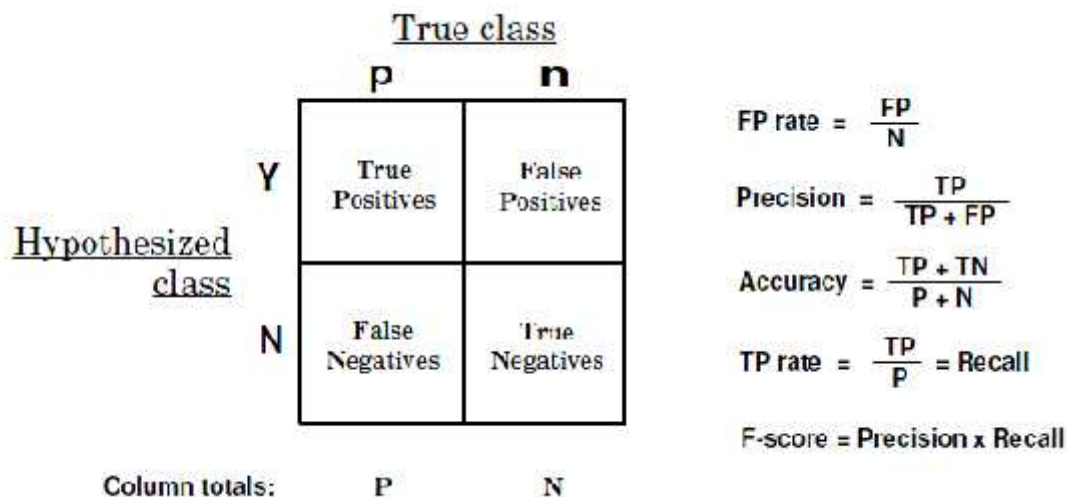 True class
p n
Y
True
Positives
False
Positives
Hypothesized
class
N
False
Negatives
True
Negatives
Column totals: P N
FP rate = FP
N
Precision = TP
TP + FP
Accuracy = TP + TN
P + N
TP rate = TP
P = Recall
F-score = Precision x Recall